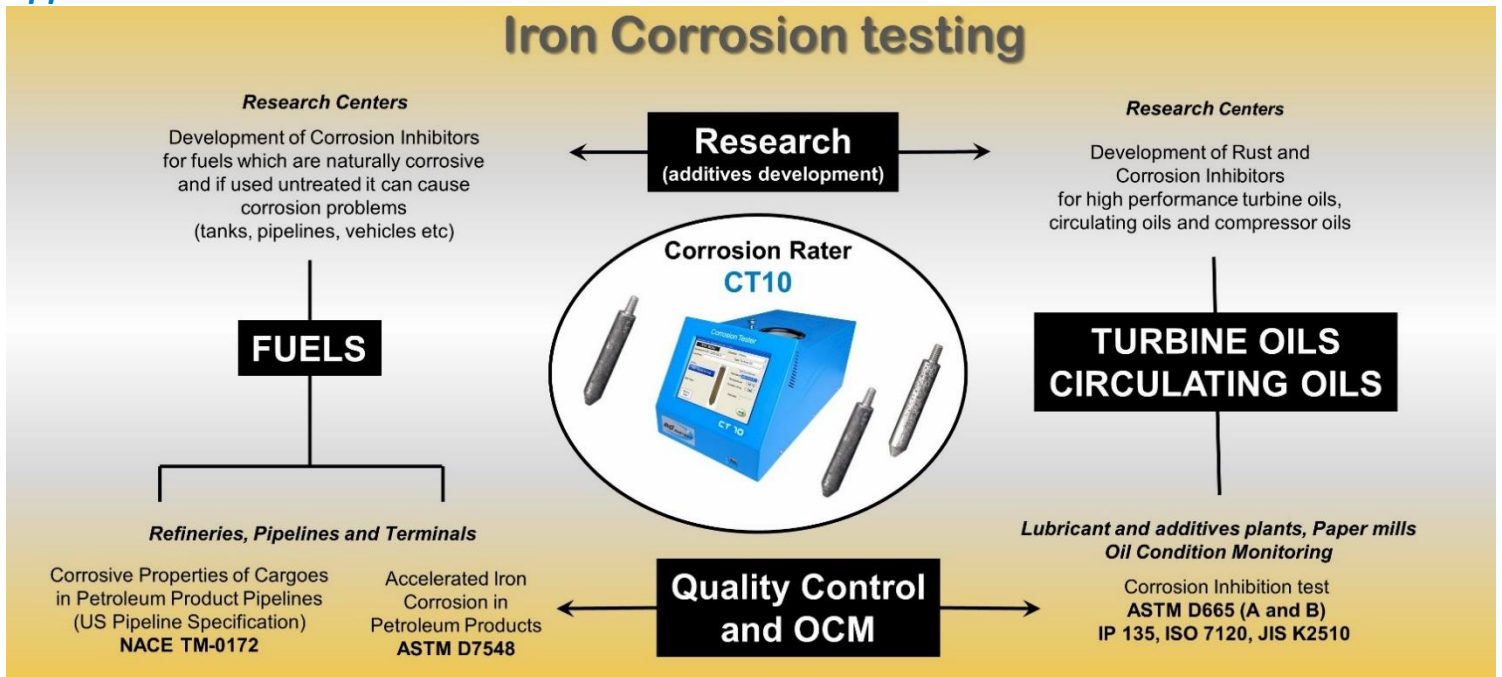 Iron Corrosion testing
Research Centers
Development of Corrosion Inhibitors
for fuels which are naturally corrosive
and if used untreated it can cause
corrosion problems
(tanks, pipelines, vehicles etc)
Research
(additives development)
Research Centers
Development of Rust and
Corrosion Inhibitors
for high performance turbine oils,
circulating oils and compressor oils
Corrosion Rater
CT10
Corrosion Tester
CT 10
FUELS
TURBINE OILS
CIRCULATING OILS
Refineries, Pipelines and Terminals
Corrosive Properties of Cargoes
in Petroleum Product Pipelines
(US Pipeline Specification)
NACE TM-0172
Accelerated Iron
Corrosion in
Petroleum Products
ASTM D7548
Quality Control
and OCM
Lubricant and additives plants, Paper mills
Oil Condition Monitoring
Corrosion Inhibition test
ASTM D665 (A and B)
IP 135, ISO 7120, JIS K2510